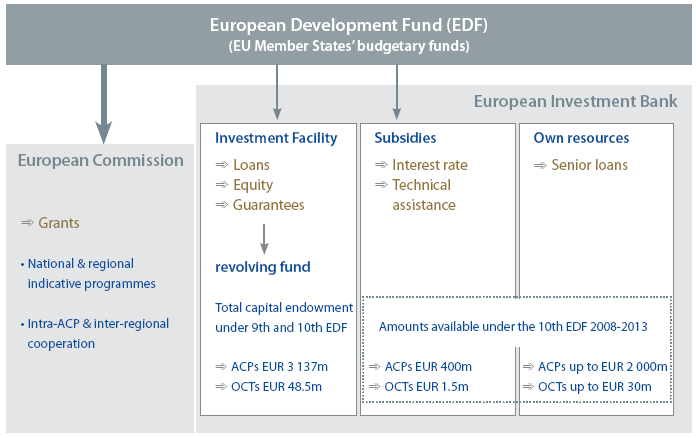 European Development Fund (EDF)
(EU Member States' budgetary funds)
European Investment Bank
European Commission
⇒ Grants
• National & regional
indicative programmes
• Intra-ACP & inter-regional
cooperation
Investment Facility
⇒ Loans
⇒ Equity
⇒ Guarantees
revolving fund
Total capital endowment
under 9th and 10th EDF
⇒ ACPs EUR 3 137m
⇒ OCTs EUR 48.5m
Subsidies
⇒ Interest rate
⇒ Technical
assistance
Own resources
⇒ Senior loans
Amounts available under the 10th EDF 2008-2013
⇒ ACPs EUR 400m
⇒ OCTs EUR 1.5m
⇒ ACPs up to EUR 2 000m
⇒ OCTs up to EUR 30m